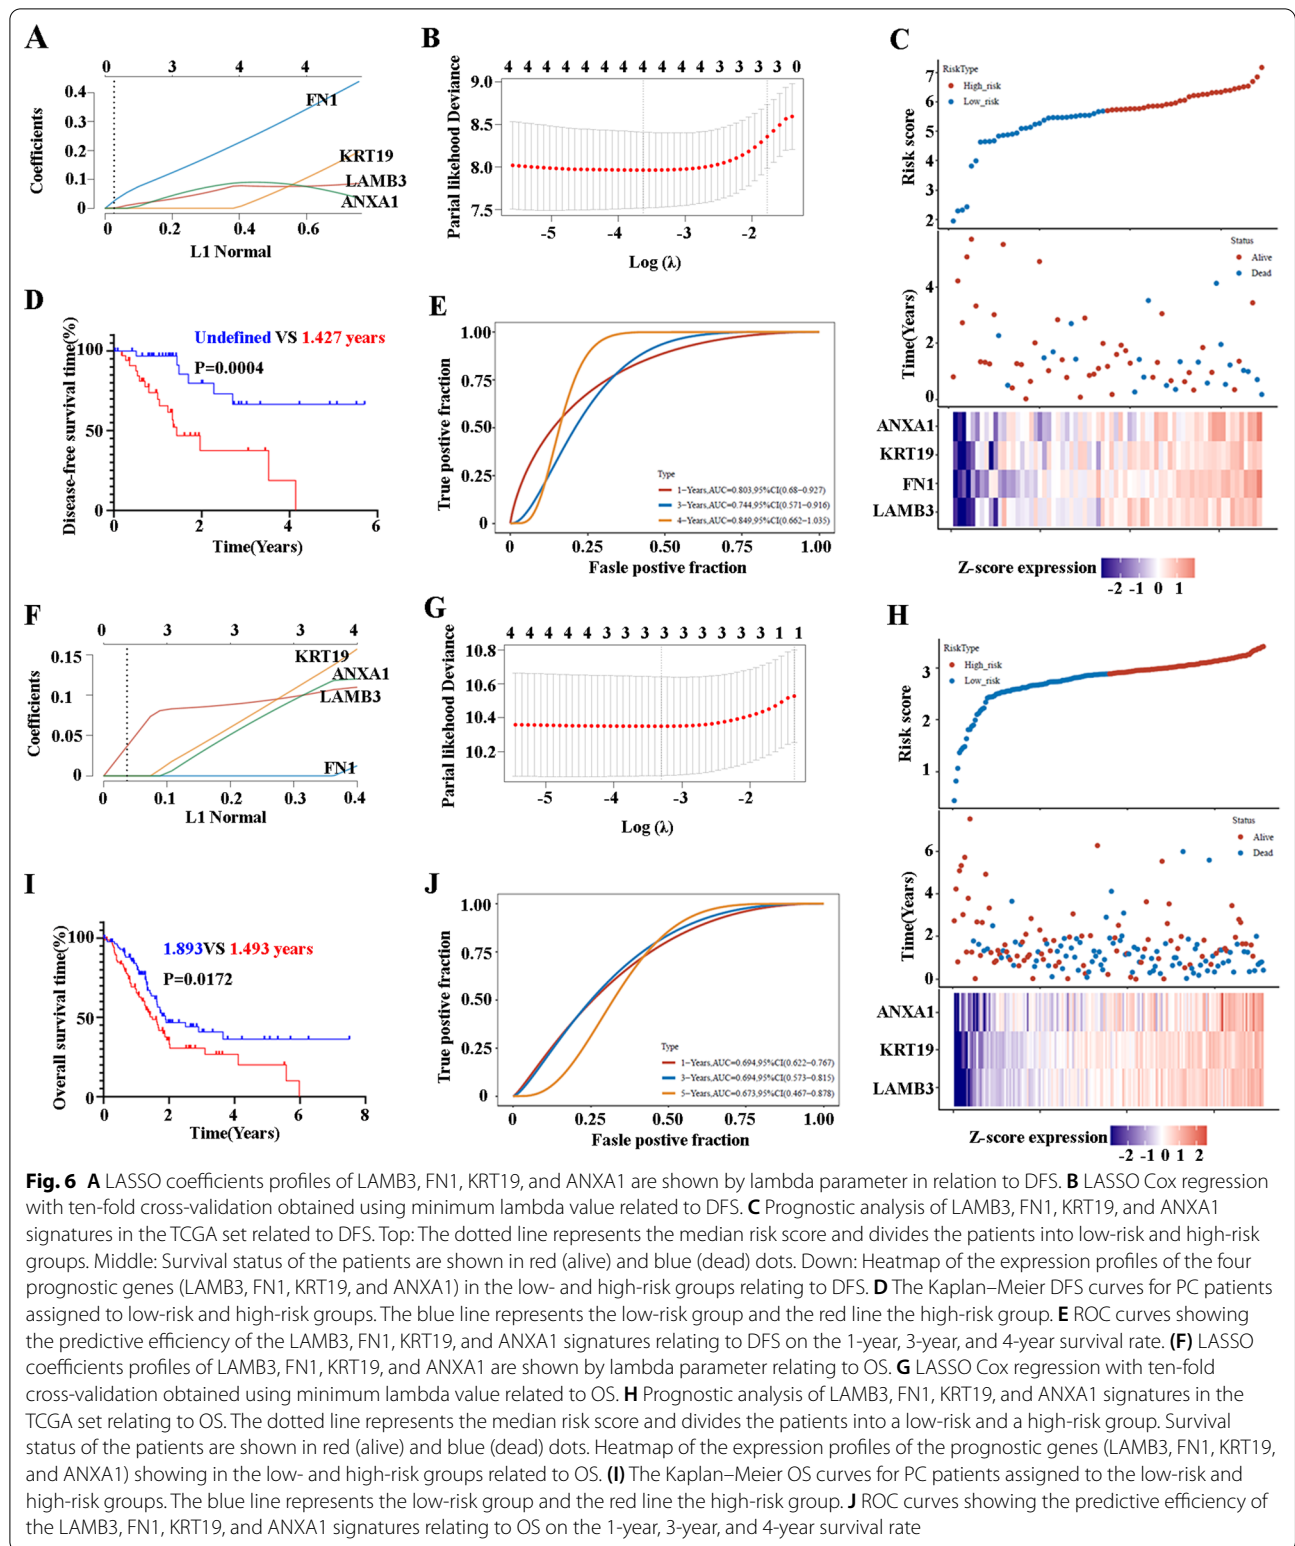 A
0 3 4 4
0.4
0.3
0.2
0.1
0
Coefficients
FN1
KRT19
LAMB3
ANXA1
0 0.2 0.4 0.6
L1 Normal
B
4 4 4 4 4 4 4 4 4 4 4 4 3 3 3 3 0
9.0
8.5
8.0
7.5
Parial likehood Deviance
-5 -4 -3 -2
Log (λ)
C
RiskType
High_risk
Low_risk
7
6
5
4
3
2
Risk score
Status
Alive
Dead
4
2
0
Time(Years)
ANXA1
KRT19
FN1
LAMB3
Z-score expression
-2 -1 0 1
D
Undefined VS 1.427 years
P=0.0004
100
50
0
Disease-free survival time(%)
0 2 4 6
Time(Years)
E
1.00
0.75
0.50
0.25
0
True postive fraction
Type
1-Years,AUC=0.803,95%CI(0.68-0.927)
3-Years,AUC=0.744,95%CI(0.571-0.916)
4-Years,AUC=0.849,95%CI(0.662-1.035)
0 0.25 0.50 0.75 1.00
Fasle postive fraction
F
0 3 3 3 4
0.15
0.1
0.05
0
Coefficients
KRT19
ANXA1
LAMB3
FN1
0 0.1 0.2 0.3 0.4
L1 Normal
G
4 4 4 4 4 3 3 3 3 3 3 3 3 3 1 1
10.8
10.6
10.4
10.2
Parial likehood Deviance
-5 -4 -3 -2
Log (λ)
H
RiskType
High_risk
Low_risk
3
2
1
Risk score
Status
Alive
Dead
6
4
2
0
Time(Years)
ANXA1
KRT19
LAMB3
Z-score expression
-2 -1 0 1 2
I
1.893VS 1.493 years
P=0.0172
100
50
0
Overall survival time(%)
0 2 4 6 8
Time(Years)
J
1.00
0.75
0.50
0.25
0
True postive fraction
Type
1-Years,AUC=0.694,95%CI(0.622-0.767)
3-Years,AUC=0.694,95%CI(0.573-0.815)
5-Years,AUC=0.673,95%CI(0.467-0.878)
0 0.25 0.50 0.75 1.00
Fasle postive fraction
Fig. 6 A LASSO coefficients profiles of LAMB3, FN1, KRT19, and ANXA1 are shown by lambda parameter in relation to DFS. B LASSO Cox regression
with ten-fold cross-validation obtained using minimum lambda value related to DFS. C Prognostic analysis of LAMB3, FN1, KRT19, and ANXA1
signatures in the TCGA set related to DFS. Top: The dotted line represents the median risk score and divides the patients into low-risk and high-risk
groups. Middle: Survival status of the patients are shown in red (alive) and blue (dead) dots. Down: Heatmap of the expression profiles of the four
prognostic genes (LAMB3, FN1, KRT19, and ANXA1) in the low- and high-risk groups relating to DFS. D The Kaplan–Meier DFS curves for PC patients
assigned to low-risk and high-risk groups. The blue line represents the low-risk group and the red line the high-risk group. E ROC curves showing
the predictive efficiency of the LAMB3, FN1, KRT19, and ANXA1 signatures relating to DFS on the 1-year, 3-year, and 4-year survival rate. (F) LASSO
coefficients profiles of LAMB3, FN1, KRT19, and ANXA1 are shown by lambda parameter relating to OS. G LASSO Cox regression with ten-fold
cross-validation obtained using minimum lambda value related to OS. H Prognostic analysis of LAMB3, FN1, KRT19, and ANXA1 signatures in the
TCGA set relating to OS. The dotted line represents the median risk score and divides the patients into a low-risk and a high-risk group. Survival
status of the patients are shown in red (alive) and blue (dead) dots. Heatmap of the expression profiles of the prognostic genes (LAMB3, FN1, KRT19,
and ANXA1) showing in the low- and high-risk groups related to OS. (I) The Kaplan–Meier OS curves for PC patients assigned to the low-risk and
high-risk groups. The blue line represents the low-risk group and the red line the high-risk group. J ROC curves showing the predictive efficiency of
the LAMB3, FN1, KRT19, and ANXA1 signatures relating to OS on the 1-year, 3-year, and 4-year survival rate